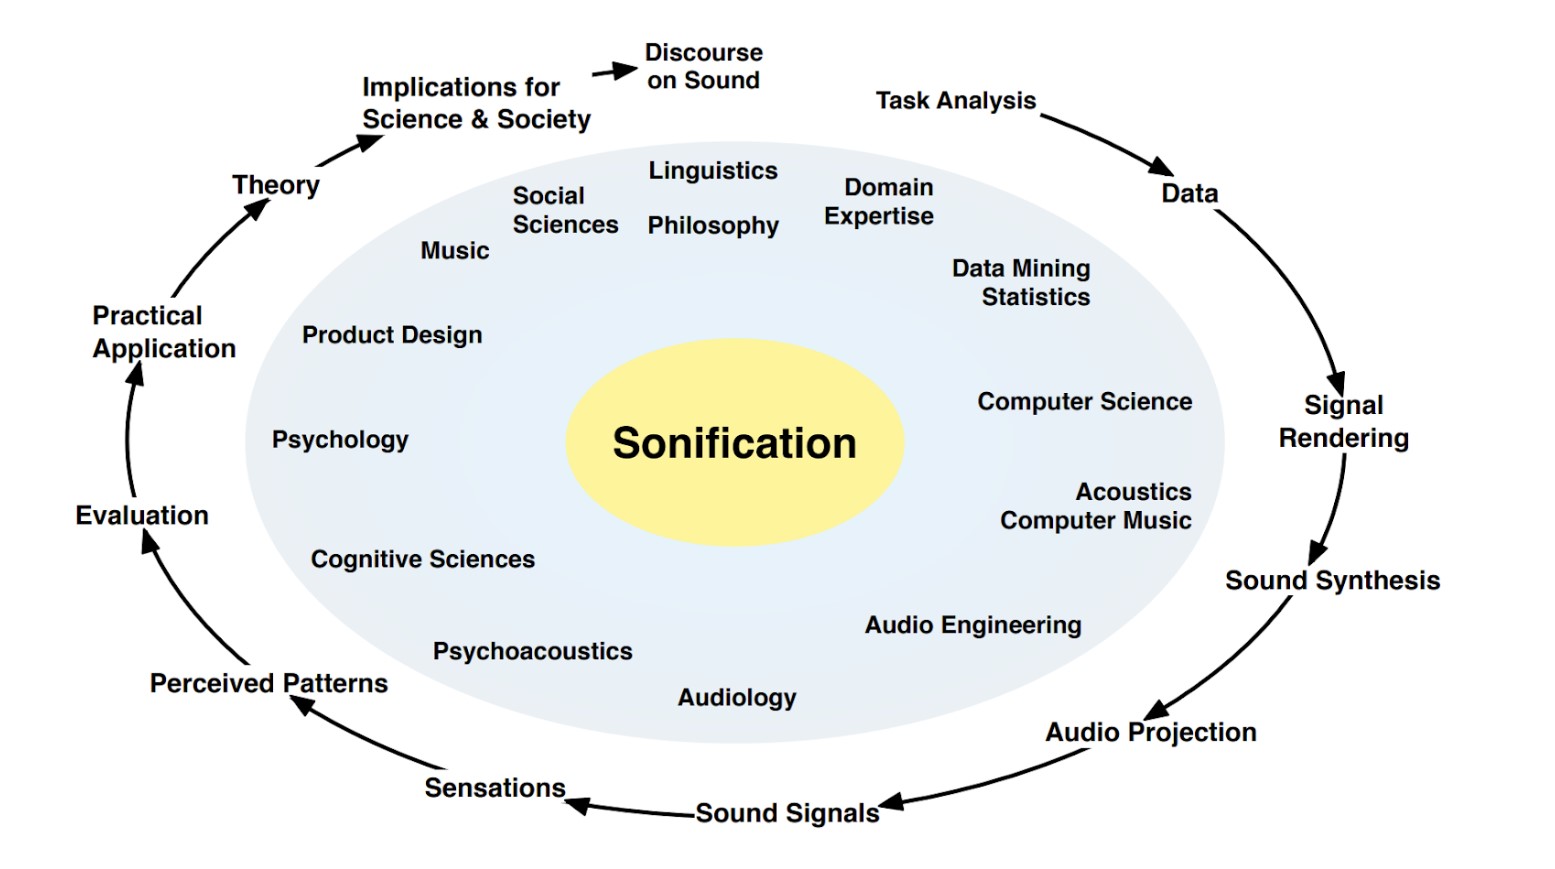 Discourse
on Sound
Implications for
Science & Society
Task Analysis
Theory
Data
Linguistics
Social
Sciences
Domain
Expertise
Philosophy
Music
Data Mining
Statistics
Practical
Application
Product Design
Computer Science
Signal
Rendering
Psychology
Sonification
Acoustics
Computer Music
Evaluation
Cognitive Sciences
Sound Synthesis
Audio Engineering
Psychoacoustics
Perceived Patterns
Audiology
Audio Projection
Sensations
Sound Signals